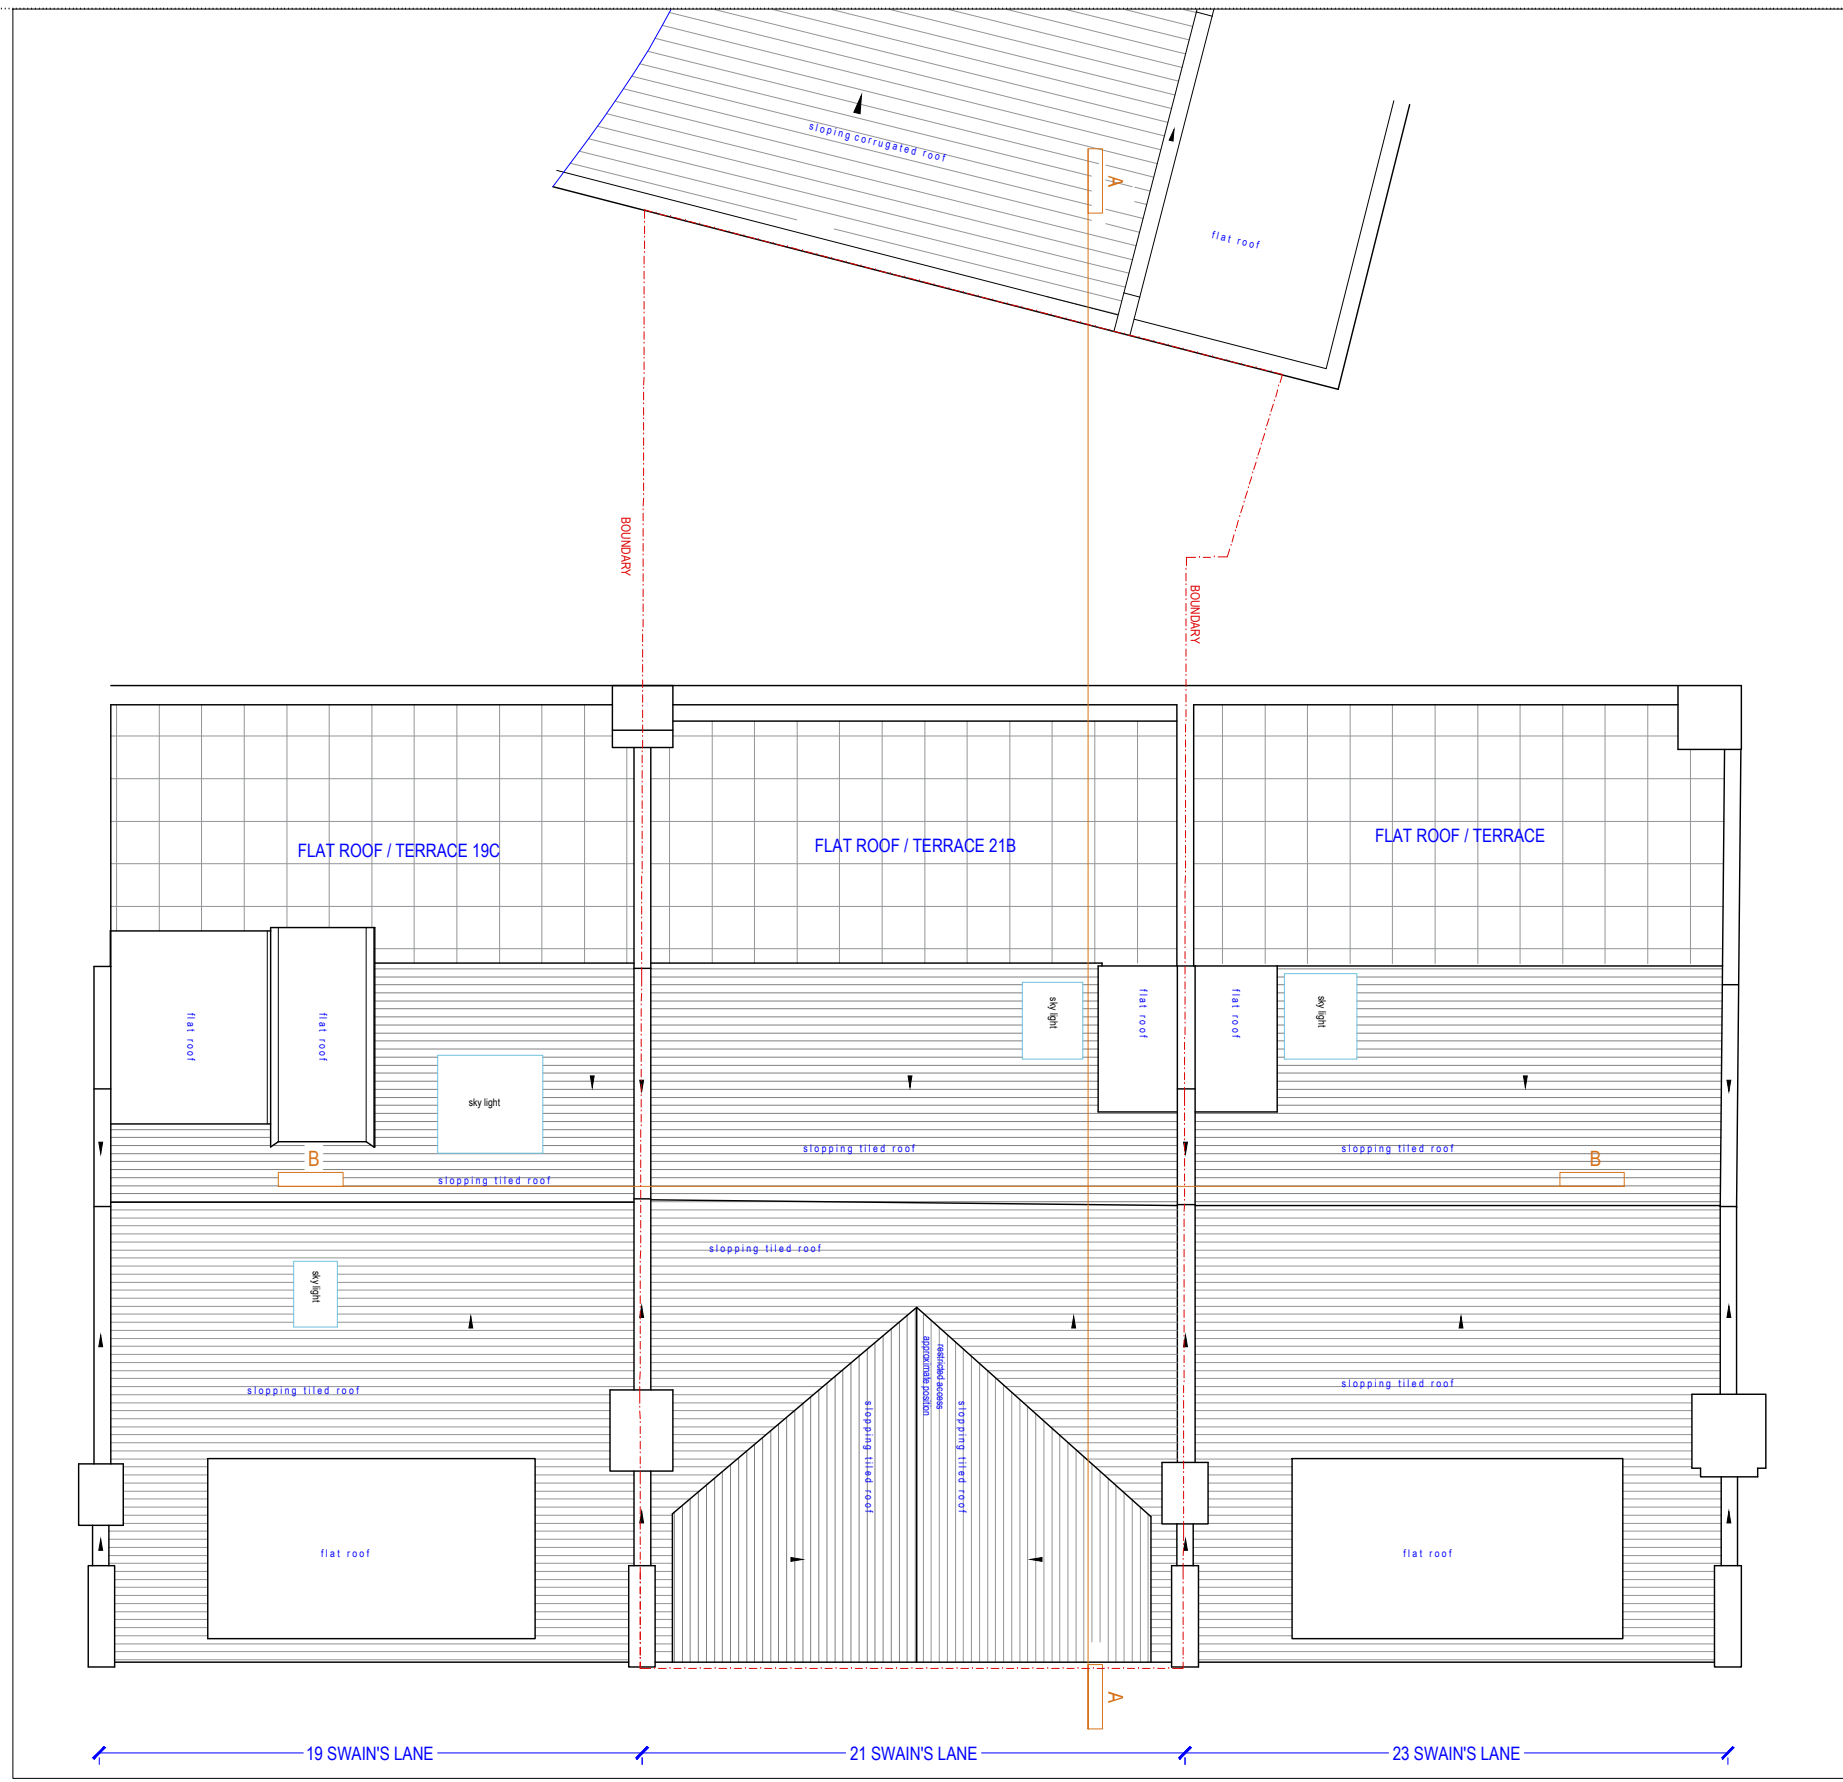 sloping corrugated roof
A
flat roof
BOUNDARY
BOUNDARY
FLAT ROOF / TERRACE 19C
FLAT ROOF / TERRACE 21B
FLAT ROOF / TERRACE
flat roof
flat roof
sky light
sky light
flat roof
flat roof
sky light
slopping tiled roof
slopping tiled roof
B
slopping tiled roof
B
slopping tiled roof
sky light
slopping tiled roof
restricted access
approximate position
slopping tiled roof
slopping tiled roof
slopping tiled roof
flat roof
flat roof
A
19 SWAIN'S LANE
21 SWAIN'S LANE
23 SWAIN'S LANE